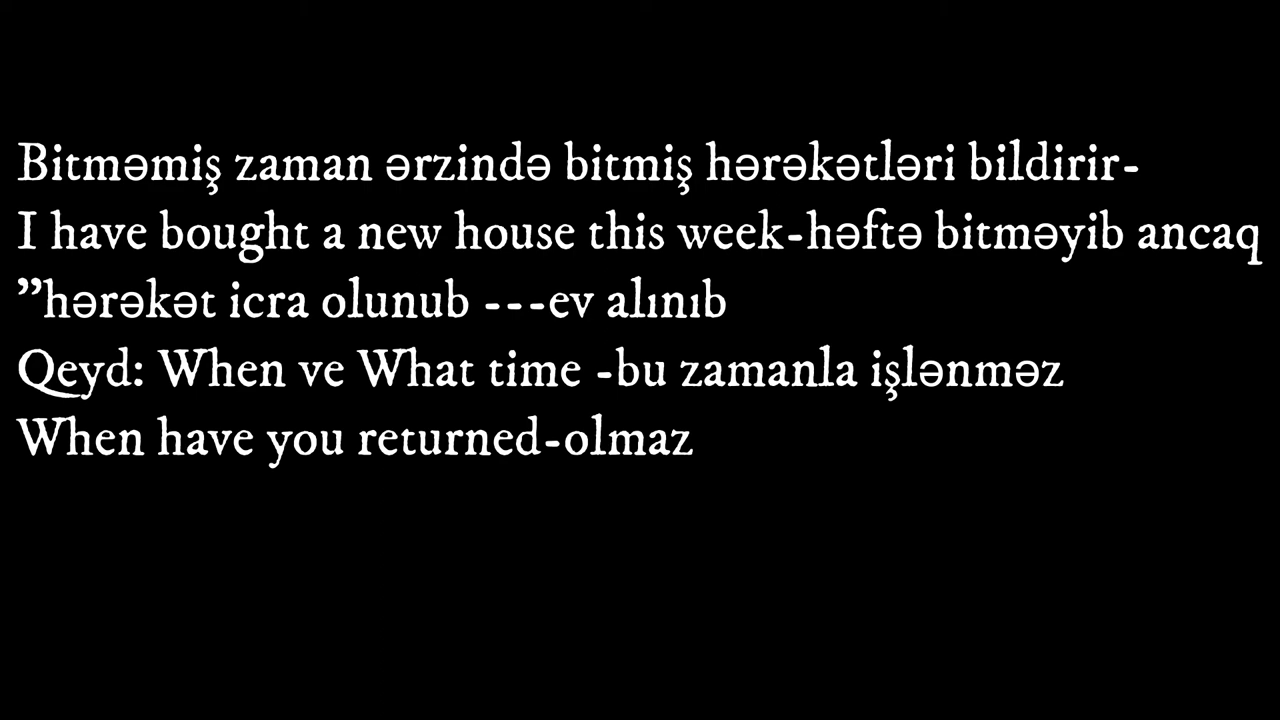 Bitməmiş zaman ərzində bitmiş hərəkətləri bildirir-
I have bought a new house this week-həftə bitməyib ancaq
”hərəkət icra olunub ---ev alınıb
Qeyd: When ve What time -bu zamanla işlənməz
When have you returned-olmaz